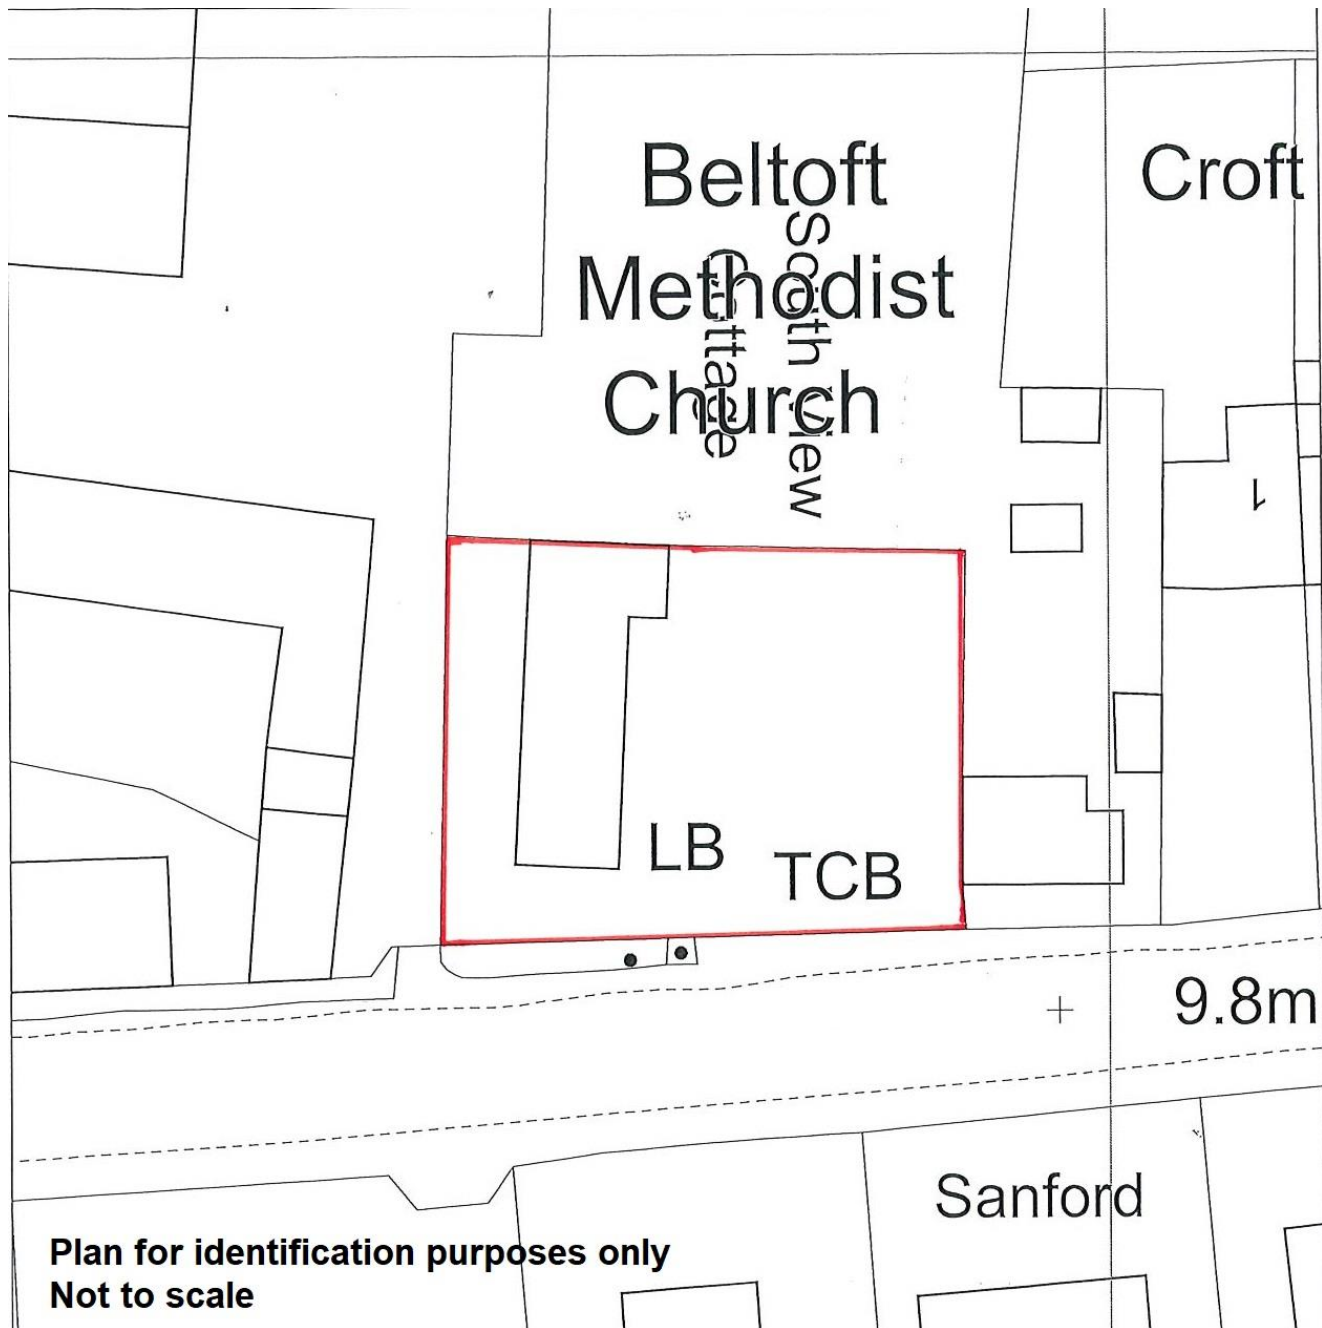 Beltoft
Methodist
Church
South View
Cottage
Croft
1
LB
TCB
9.8m
Sanford
Plan for identification purposes only
Not to scale